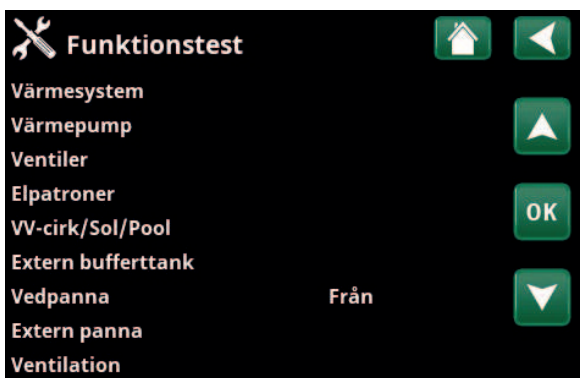 Funktionstest
Värmesystem
Värmepump
Ventiler
Elpatroner
OK
VV-cirk/Sol/Pool
Extern bufferttank
Vedpanna Från
Extern panna
Ventilation